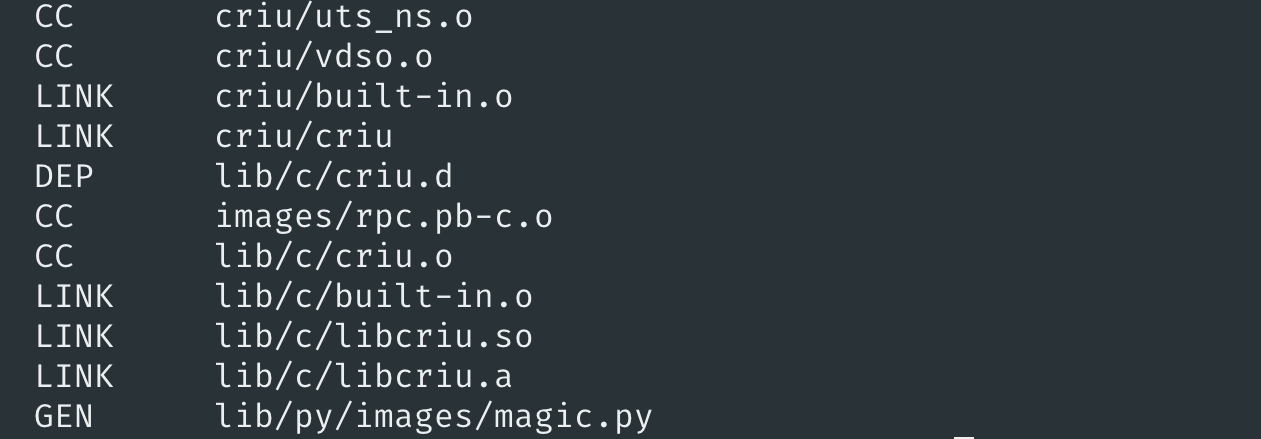 CC       criu/uts_ns.o
CC       criu/vdso.o
LINK     criu/built-in.o
LINK     criu/criu
DEP      lib/c/criu.d
CC       images/rpc.pb-c.o
CC       lib/c/criu.o
LINK     lib/c/built-in.o
LINK     lib/c/libcriu.so
LINK     lib/c/libcriu.a
GEN      lib/py/images/magic.py